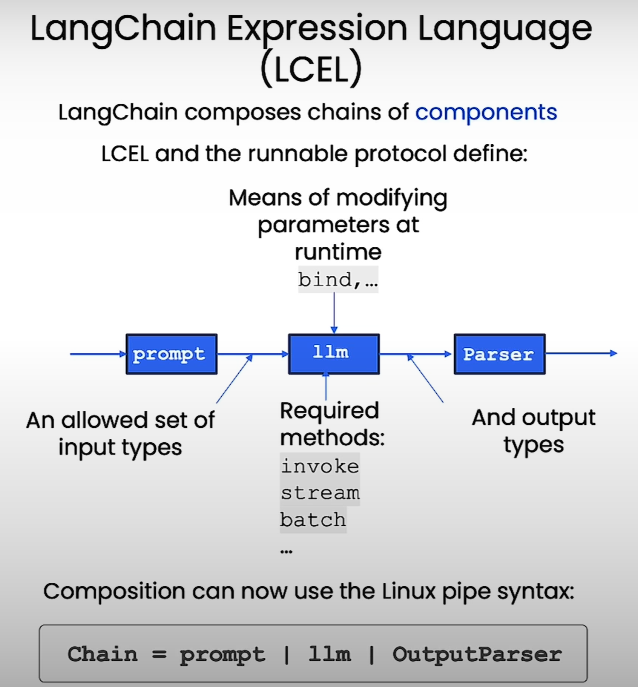 LangChain Expression Language
(LCEL)
LangChain composes chains of components
LCEL and the runnable protocol define:
Means of modifying
parameters at
runtime
bind,…
prompt
llm
Parser
An allowed set of
input types
Required
methods:
invoke
stream
batch
…
And output
types
Composition can now use the Linux pipe syntax:
Chain = prompt | llm | OutputParser